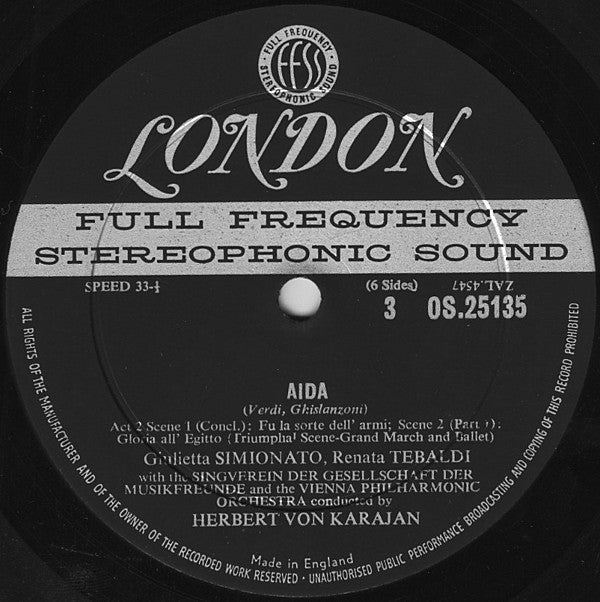 FULL FREQUENCY
FFSS
STEREOPHONIC SOUND
LONDON
FULL FREQUENCY
STEREOPHONIC SOUND
SPEED 33-⅓
(6 Sides)
ZAL.4547
3 OS.25135
AIDA
(Verdi, Ghislanzoni)
Act 2 Scene 1 (Concl.): Fu la sorte dell' armi; Scene 2 (Part 1):
Gloria all' Egitto (Triumphal Scene-Grand March and Ballet)
Giulietta SIMIONATO, Renata TEBALDI
with the SINGVEREIN DER GESELLSCHAFT DER
MUSIKFREUNDE and the VIENNA PHILHARMONIC
ORCHESTRA conducted by
HERBERT VON KARAJAN
Made in England
ALL RIGHTS OF THE MANUFACTURER AND OF THE OWNER OF THE RECORDED WORK RESERVED · UNAUTHORISED PUBLIC PERFORMANCE BROADCASTING AND COPYING OF THIS RECORD PROHIBITED